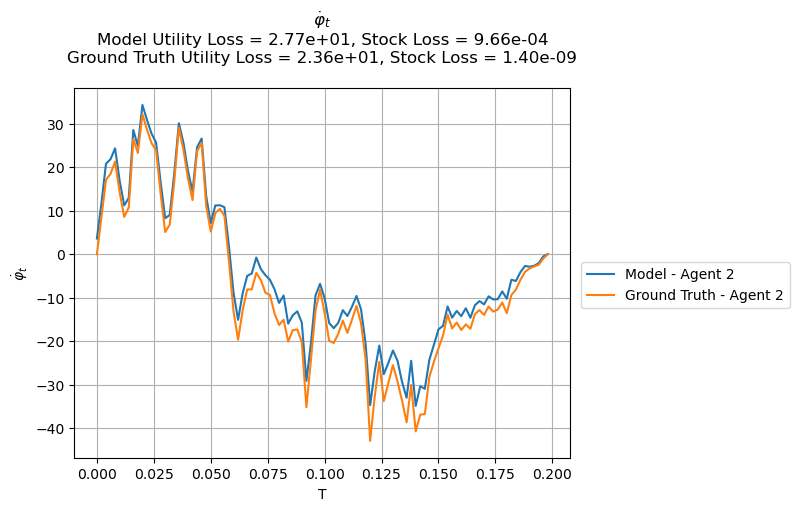 φ̇ₜ
Model Utility Loss = 2.77e+01, Stock Loss = 9.66e-04
Ground Truth Utility Loss = 2.36e+01, Stock Loss = 1.40e-09
30
20
10
0
−10
−20
−30
−40
φ̇ₜ
0.000 0.025 0.050 0.075 0.100 0.125 0.150 0.175 0.200
T
Model - Agent 2
Ground Truth - Agent 2